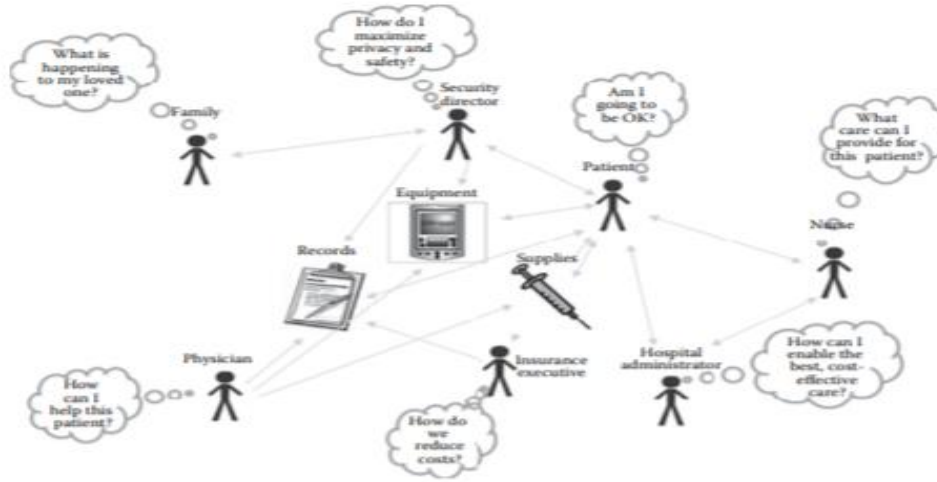 What is
happening
to my loved
one?
Family
How do I
maximize
privacy and
safety?
Security
director
Am I
going to
be OK?
Patient
What
care can I
provide for
this patient?
Nurse
Equipment
Records
Supplies
Physician
How
can I
help this
patient?
Insurance
executive
How do
we
reduce
costs?
Hospital
administrator
How can I
enable the
best, cost-
effective
care?